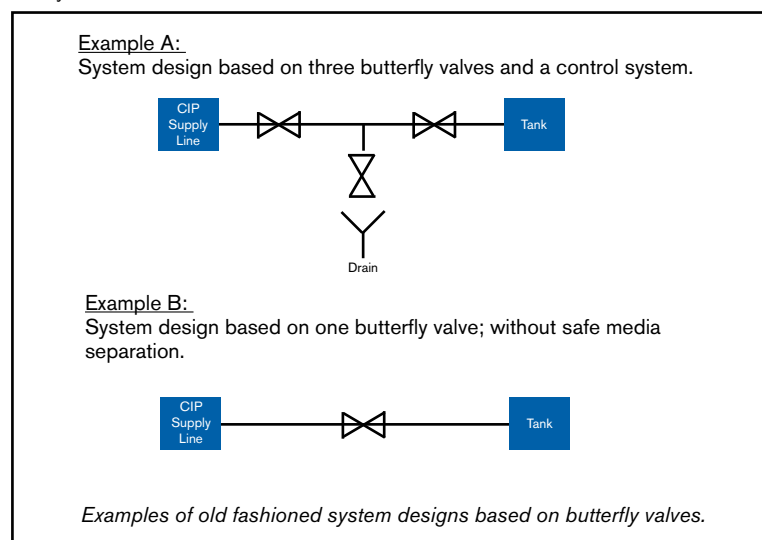 Example A:
System design based on three butterfly valves and a control system.
CIP
Supply
Line
Tank
Drain
Example B:
System design based on one butterfly valve; without safe media
separation.
CIP
Supply
Line
Tank
Examples of old fashioned system designs based on butterfly valves.